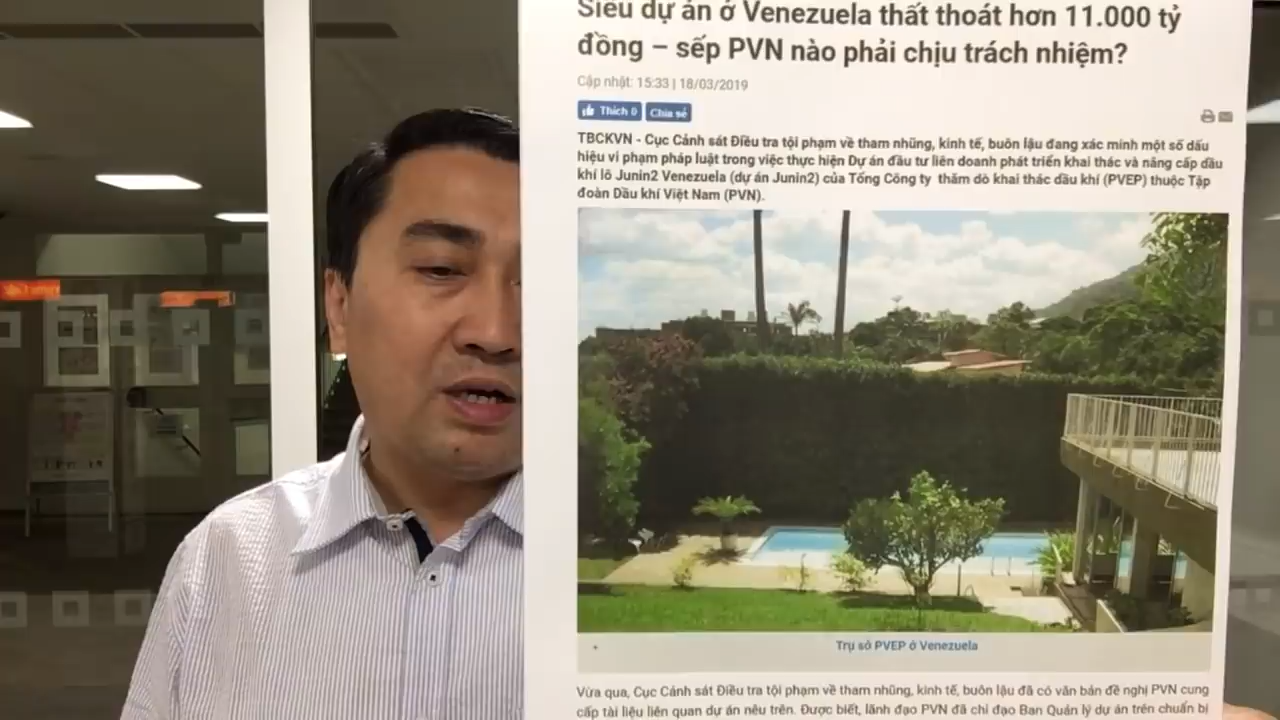 Siêu dự án ở Venezuela thất thoát hơn 11.000 tỷ
đồng – sếp PVN nào phải chịu trách nhiệm?
Cập nhật: 15:33 | 18/03/2019
Thích 0 Chia sẻ
TBCKVN - Cục Cảnh sát Điều tra tội phạm về tham nhũng, kinh tế, buôn lậu đang xác minh một số dấu
hiệu vi phạm pháp luật trong việc thực hiện Dự án đầu tư liên doanh phát triển khai thác và nâng cấp dầu
khí lô Junin2 Venezuela (dự án Junin2) của Tổng Công ty thăm dò khai thác dầu khí (PVEP) thuộc Tập
đoàn Dầu khí Việt Nam (PVN).
Trụ sở PVEP ở Venezuela
Vừa qua, Cục Cảnh sát Điều tra tội phạm về tham nhũng, kinh tế, buôn lậu đã có văn bản đề nghị PVN cung
cấp tài liệu liên quan dự án nêu trên. Được biết, lãnh đạo PVN đã chỉ đạo Ban Quản lý dự án trên chuẩn bị